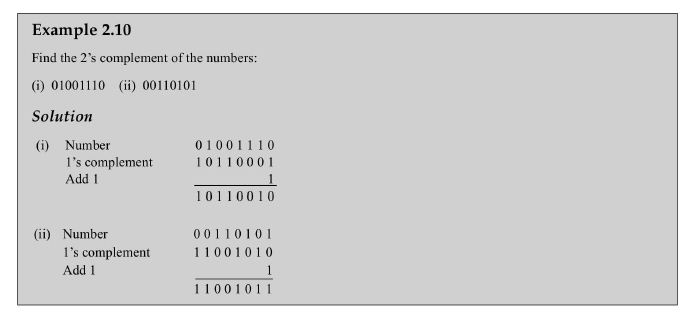 Example 2.10
Find the 2's complement of the numbers:
(i) 01001110 (ii) 00110101
Solution
(i) Number 0 1 0 0 1 1 1 0
1's complement 1 0 1 1 0 0 0 1
Add 1 1
1 0 1 1 0 0 1 0
(ii) Number 0 0 1 1 0 1 0 1
1's complement 1 1 0 0 1 0 1 0
Add 1 1
1 1 0 0 1 0 1 1